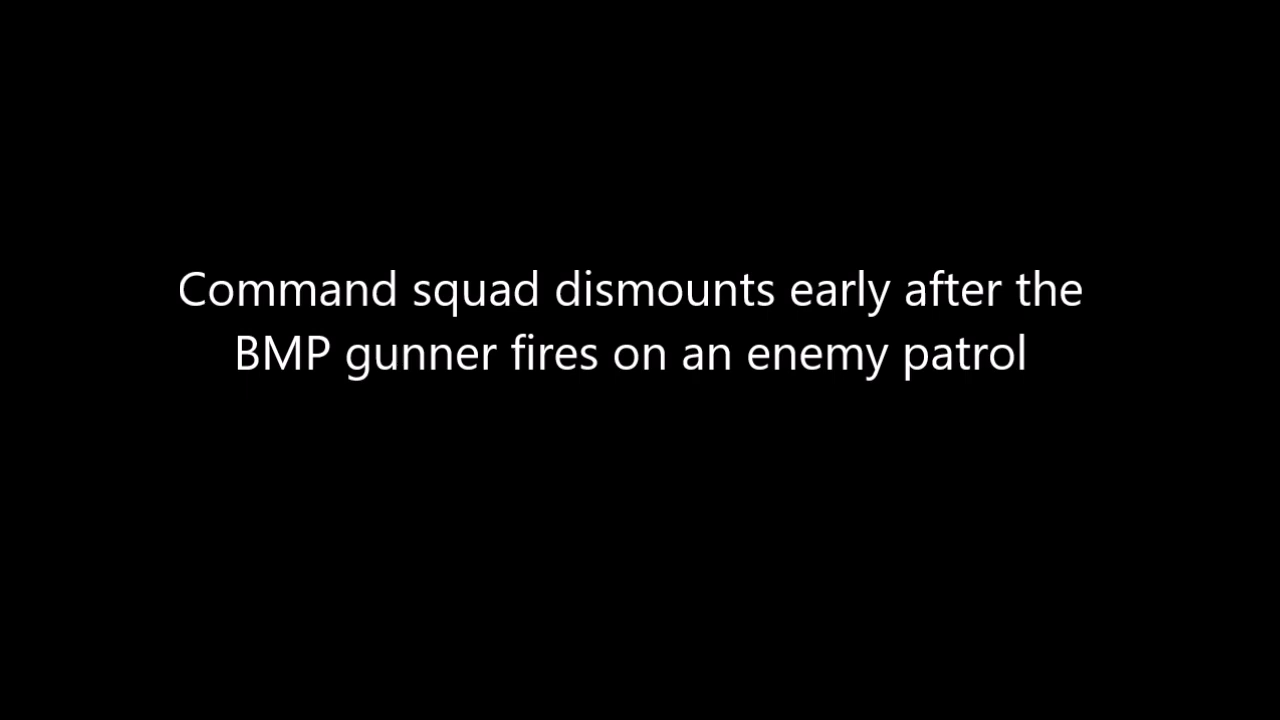 Command squad dismounts early after the
BMP gunner fires on an enemy patrol